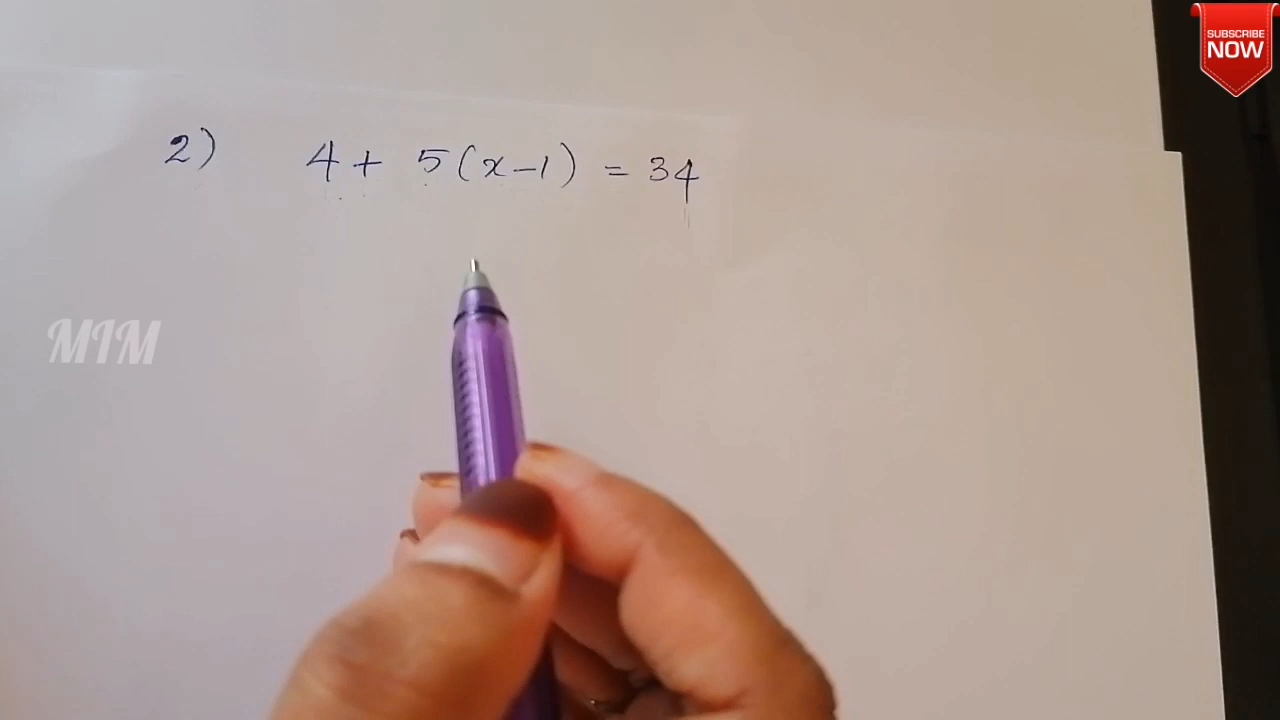 SUBSCRIBE
NOW
2) 4 + 5(x-1) = 34
MIM